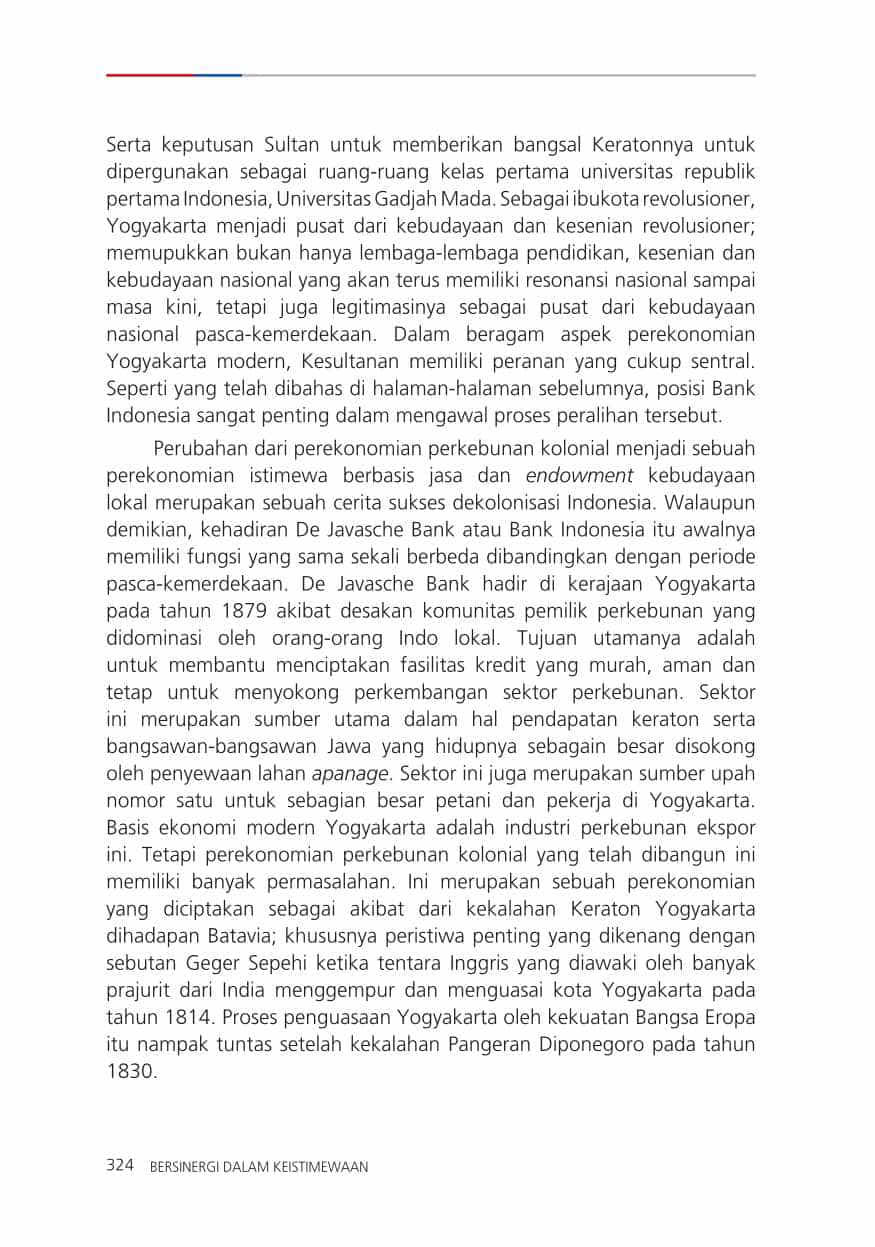 Serta keputusan Sultan untuk memberikan bangsal Keratonnya untuk
dipergunakan sebagai ruang-ruang kelas pertama universitas republik
pertama Indonesia, Universitas Gadjah Mada. Sebagai ibukota revolusioner,
Yogyakarta menjadi pusat dari kebudayaan dan kesenian revolusioner;
memupukkan bukan hanya lembaga-lembaga pendidikan, kesenian dan
kebudayaan nasional yang akan terus memiliki resonansi nasional sampai
masa kini, tetapi juga legitimasinya sebagai pusat dari kebudayaan
nasional pasca-kemerdekaan. Dalam beragam aspek perekonomian
Yogyakarta modern, Kesultanan memiliki peranan yang cukup sentral.
Seperti yang telah dibahas di halaman-halaman sebelumnya, posisi Bank
Indonesia sangat penting dalam mengawal proses peralihan tersebut.
Perubahan dari perekonomian perkebunan kolonial menjadi sebuah
perekonomian istimewa berbasis jasa dan endowment kebudayaan
lokal merupakan sebuah cerita sukses dekolonisasi Indonesia. Walaupun
demikian, kehadiran De Javasche Bank atau Bank Indonesia itu awalnya
memiliki fungsi yang sama sekali berbeda dibandingkan dengan periode
pasca-kemerdekaan. De Javasche Bank hadir di kerajaan Yogyakarta
pada tahun 1879 akibat desakan komunitas pemilik perkebunan yang
didominasi oleh orang-orang Indo lokal. Tujuan utamanya adalah
untuk membantu menciptakan fasilitas kredit yang murah, aman dan
tetap untuk menyokong perkembangan sektor perkebunan. Sektor
ini merupakan sumber utama dalam hal pendapatan keraton serta
bangsawan-bangsawan Jawa yang hidupnya sebagain besar disokong
oleh penyewaan lahan apanage. Sektor ini juga merupakan sumber upah
nomor satu untuk sebagian besar petani dan pekerja di Yogyakarta.
Basis ekonomi modern Yogyakarta adalah industri perkebunan ekspor
ini. Tetapi perekonomian perkebunan kolonial yang telah dibangun ini
memiliki banyak permasalahan. Ini merupakan sebuah perekonomian
yang diciptakan sebagai akibat dari kekalahan Keraton Yogyakarta
dihadapan Batavia; khususnya peristiwa penting yang dikenang dengan
sebutan Geger Sepehi ketika tentara Inggris yang diawaki oleh banyak
prajurit dari India menggempur dan menguasai kota Yogyakarta pada
tahun 1814. Proses penguasaan Yogyakarta oleh kekuatan Bangsa Eropa
itu nampak tuntas setelah kekalahan Pangeran Diponegoro pada tahun
1830.
324 BERSINERGI DALAM KEISTIMEWAAN